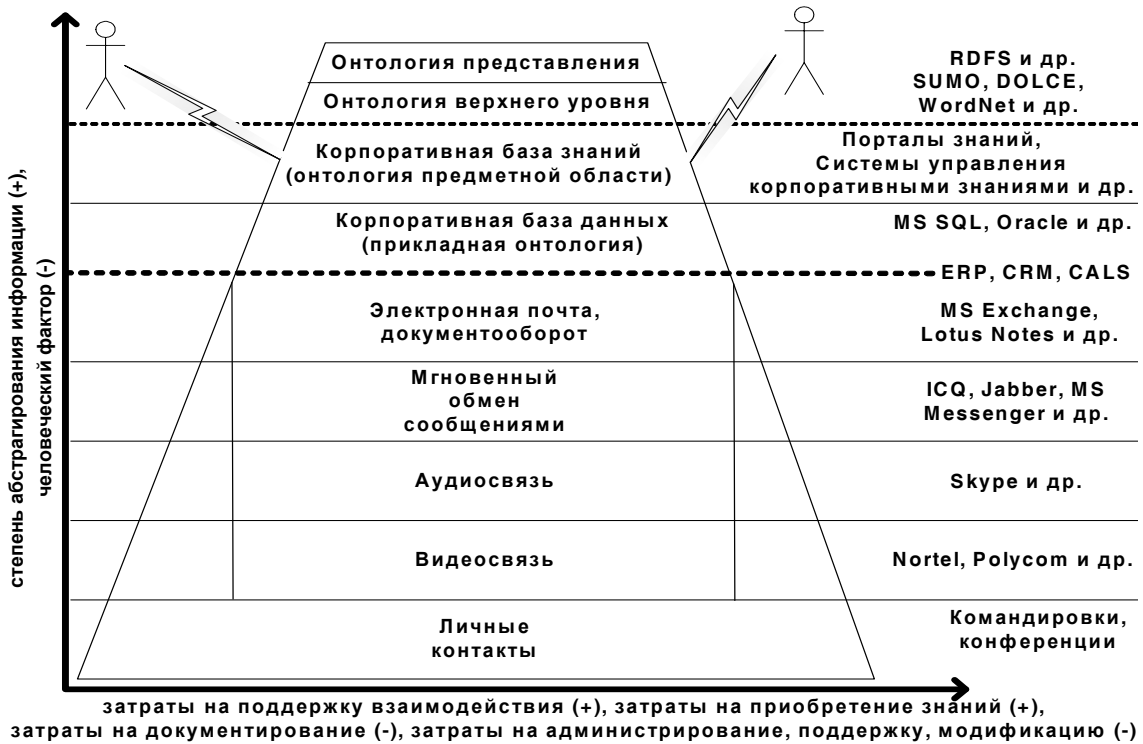 Онтология представления
Онтология верхнего уровня
RDFS и др.
SUMO, DOLCE,
WordNet и др.
Корпоративная база знаний
(онтология предметной области)
Порталы знаний,
Системы управления
корпоративными знаниями и др.
Корпоративная база данных
(прикладная онтология)
MS SQL, Oracle и др.
ERP, CRM, CALS
Электронная почта,
документооборот
MS Exchange,
Lotus Notes и др.
Мгновенный
обмен
сообщениями
ICQ, Jabber, MS
Messenger и др.
Аудиосвязь
Skype и др.
Видеосвязь
Nortel, Polycom и др.
Личные
контакты
Командировки,
конференции
степень абстрагирования информации (+),
человеческий фактор (-)
затраты на поддержку взаимодействия (+), затраты на приобретение знаний (+),
затраты на документирование (-), затраты на администрирование, поддержку, модификацию (-)